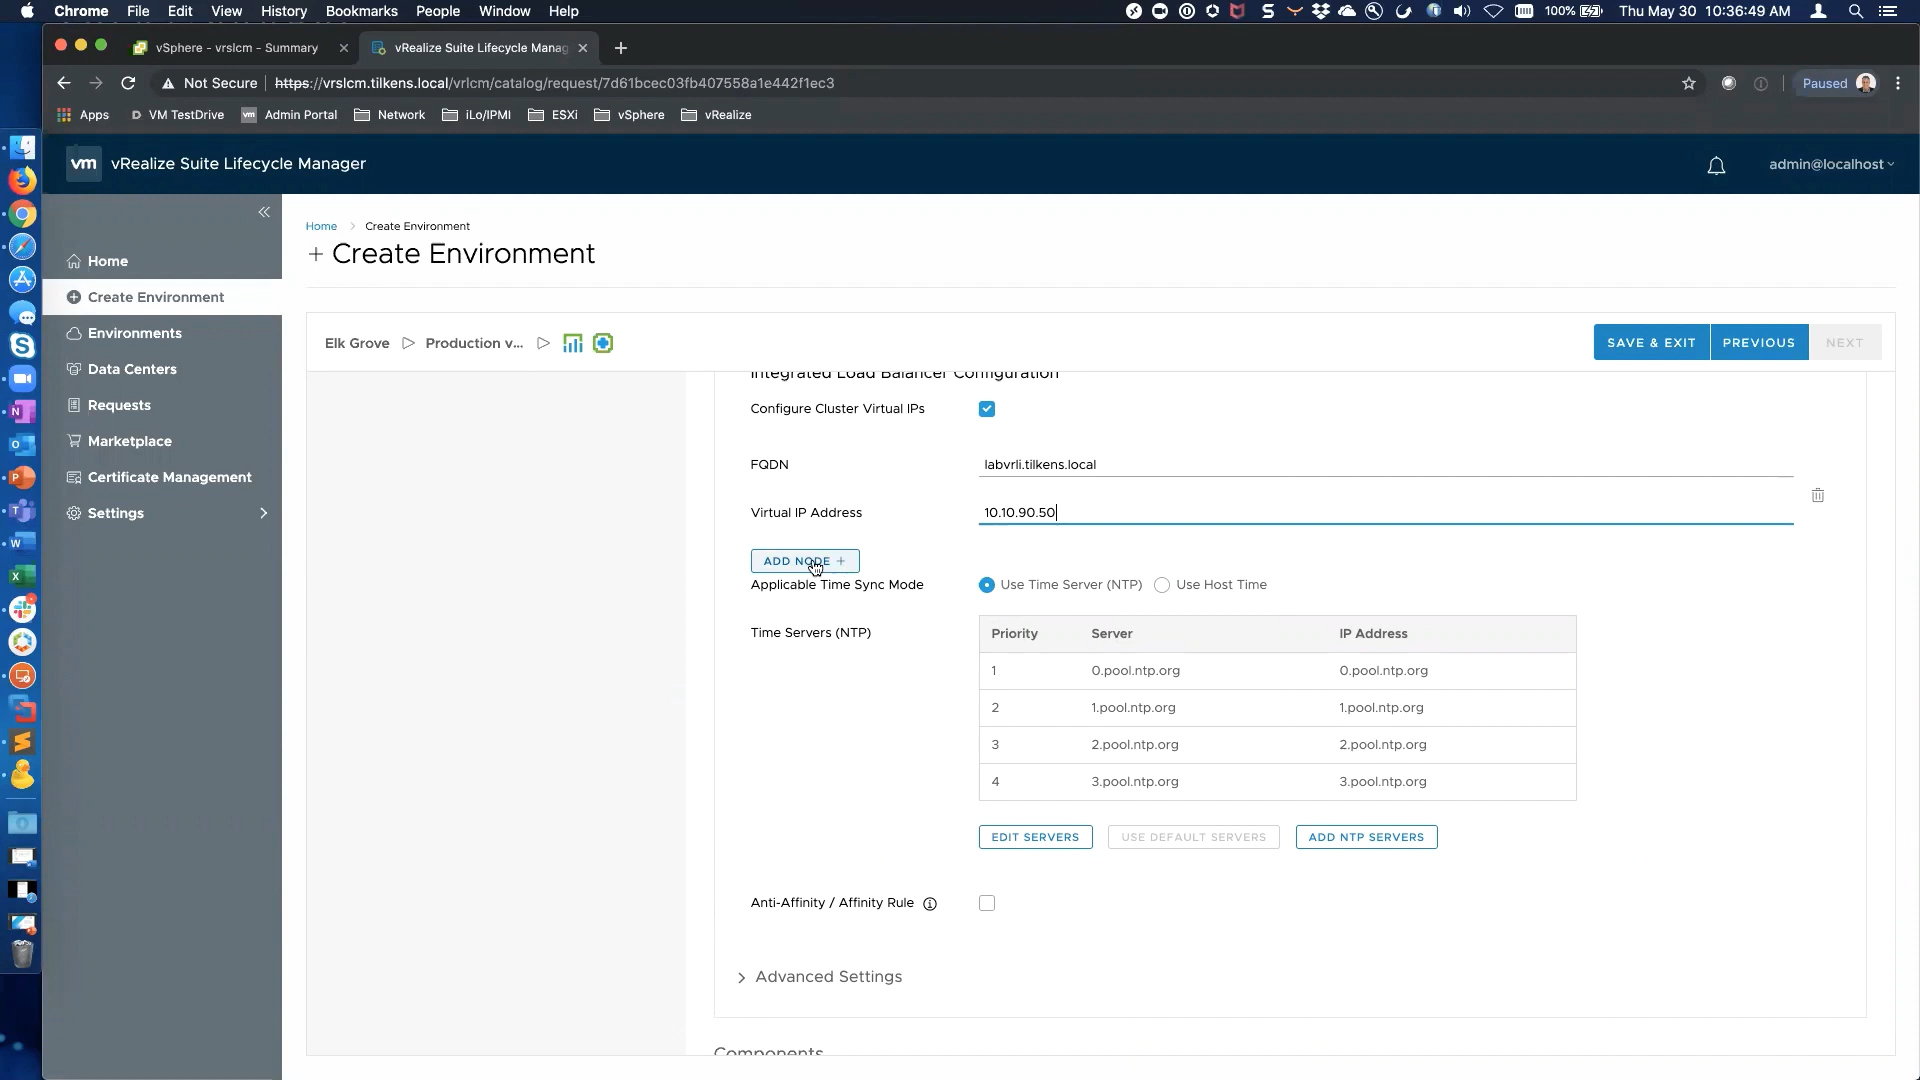 Chrome File Edit View History Bookmarks People Window Help 100% Thu May 30 10:36:49 AM
vSphere - vrslcm - Summary
vRealize Suite Lifecycle Manag
Not Secure https://vrslcm.tilkens.local/vrlcm/catalog/request/7d61bcec03fb407558a1e442f1ec3 Paused
Apps VM TestDrive Admin Portal Network iLo/IPMI ESXi vSphere vRealize
vm vRealize Suite Lifecycle Manager admin@localhost
Home
Create Environment
Environments
Data Centers
Requests
Marketplace
Certificate Management
Settings
Home > Create Environment
+ Create Environment
Elk Grove Production v...
SAVE & EXIT PREVIOUS NEXT
Integrated Load Balancer Configuration
Configure Cluster Virtual IPs
FQDN labvrli.tilkens.local
Virtual IP Address 10.10.90.50
ADD NODE +
Applicable Time Sync Mode Use Time Server (NTP) Use Host Time
Time Servers (NTP)
Priority Server IP Address
1 0.pool.ntp.org 0.pool.ntp.org
2 1.pool.ntp.org 1.pool.ntp.org
3 2.pool.ntp.org 2.pool.ntp.org
4 3.pool.ntp.org 3.pool.ntp.org
EDIT SERVERS USE DEFAULT SERVERS ADD NTP SERVERS
Anti-Affinity / Affinity Rule
Advanced Settings
Components